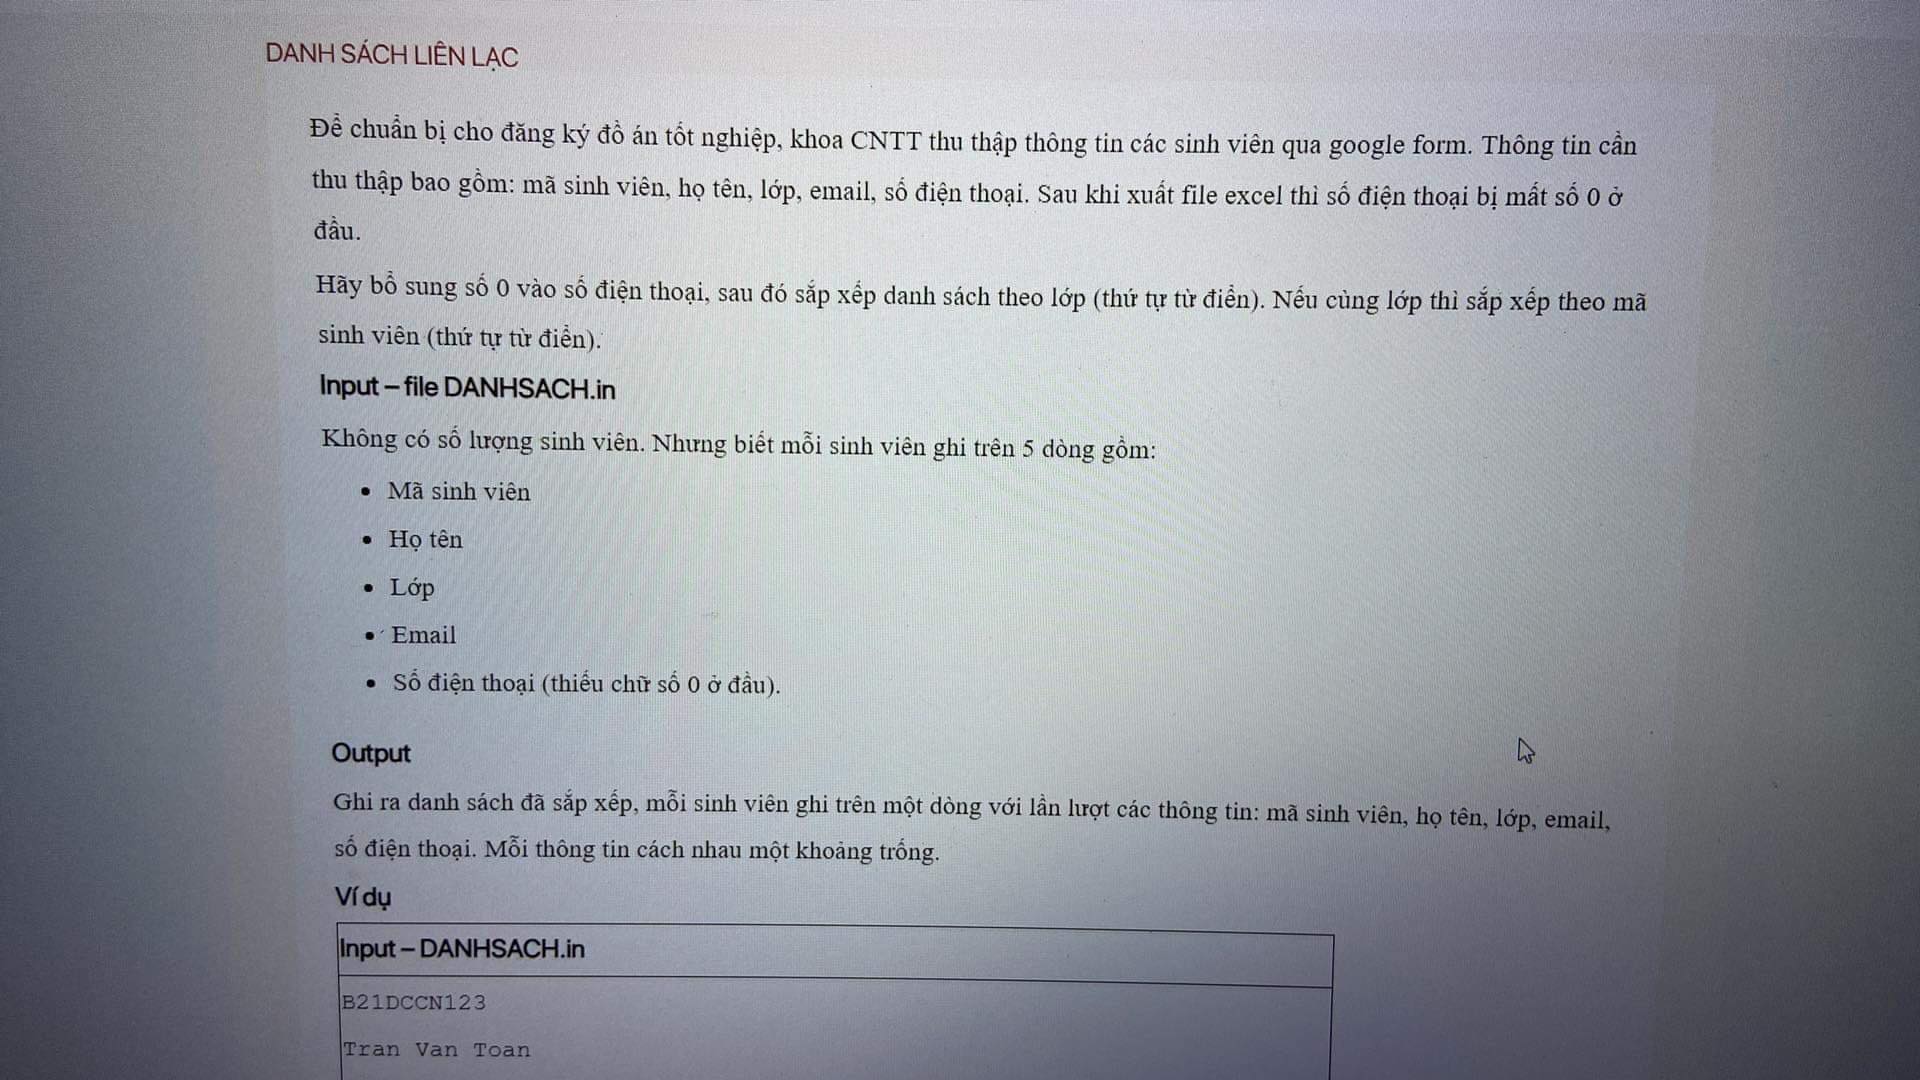 DANH SÁCH LIÊN LẠC
Để chuẩn bị cho đăng ký đồ án tốt nghiệp, khoa CNTT thu thập thông tin các sinh viên qua google form. Thông tin cần
thu thập bao gồm: mã sinh viên, họ tên, lớp, email, số điện thoại. Sau khi xuất file excel thì số điện thoại bị mất số 0 ở
đầu.
Hãy bổ sung số 0 vào số điện thoại, sau đó sắp xếp danh sách theo lớp (thứ tự từ điển). Nếu cùng lớp thì sắp xếp theo mã
sinh viên (thứ tự từ điển).
Input – file DANHSACH.in
Không có số lượng sinh viên. Nhưng biết mỗi sinh viên ghi trên 5 dòng gồm:
• Mã sinh viên
• Họ tên
• Lớp
• Email
• Số điện thoại (thiếu chữ số 0 ở đầu).
Output
Ghi ra danh sách đã sắp xếp, mỗi sinh viên ghi trên một dòng với lần lượt các thông tin: mã sinh viên, họ tên, lớp, email,
số điện thoại. Mỗi thông tin cách nhau một khoảng trống.
Ví dụ
Input – DANHSACH.in
B21DCCN123
Tran Van Toan